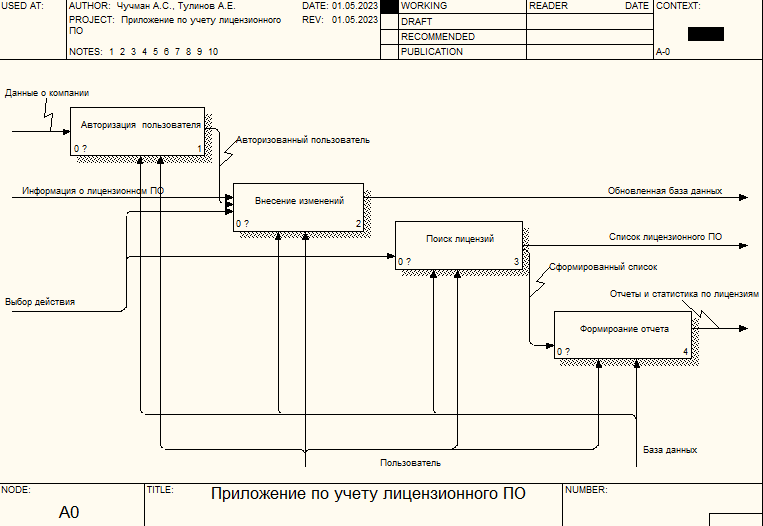 USED AT:
AUTHOR: Чучман А.С., Тулинов А.Е.
DATE: 01.05.2023
WORKING
READER
DATE
CONTEXT:
PROJECT: Приложение по учету лицензионного
ПО
REV: 01.05.2023
DRAFT
RECOMMENDED
NOTES: 1 2 3 4 5 6 7 8 9 10
PUBLICATION
A-0
Данные о компании
Авторизация пользователя
0 ?
1
Авторизованный пользователь
Информация о лицензионном ПО
Внесение изменений
0 ?
2
Обновленная база данных
Поиск лицензий
0 ?
3
Список лицензионного ПО
Сформированный список
Выбор действия
Отчеты и статистика по лицензиям
Формироание отчета
0 ?
4
База данных
Пользователь
NODE:
A0
TITLE:
Приложение по учету лицензионного ПО
NUMBER: